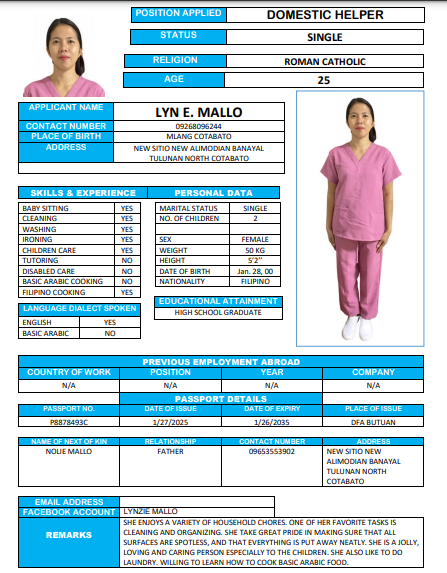 POSITION APPLIED DOMESTIC HELPER
STATUS SINGLE
RELIGION ROMAN CATHOLIC
AGE 25
APPLICANT NAME LYN E. MALLO
CONTACT NUMBER 09268096244
PLACE OF BIRTH MLANG COTABATO
ADDRESS NEW SITIO NEW ALIMODIAN BANAYAL
TULUNAN NORTH COTABATO
SKILLS & EXPERIENCE
BABY SITTING YES
CLEANING YES
WASHING YES
IRONING YES
CHILDREN CARE YES
TUTORING NO
DISABLED CARE NO
BASIC ARABIC COOKING NO
FILIPINO COOKING YES
LANGUAGE DIALECT SPOKEN
ENGLISH YES
BASIC ARABIC NO
PERSONAL DATA
MARITAL STATUS SINGLE
NO. OF CHILDREN 2
SEX FEMALE
WEIGHT 50 KG
HEIGHT 5'2''
DATE OF BIRTH Jan. 28, 00
NATIONALITY FILIPINO
EDUCATIONAL ATTAINMENT
HIGH SCHOOL GRADUATE
PREVIOUS EMPLOYMENT ABROAD
COUNTRY OF WORK POSITION YEAR COMPANY
N/A N/A N/A N/A
PASSPORT DETAILS
PASSPORT NO. DATE OF ISSUE DATE OF EXPIRY PLACE OF ISSUE
P8878493C 1/27/2025 1/26/2035 DFA BUTUAN
NAME OF NEXT OF KIN RELATIONSHIP CONTACT NUMBER ADDRESS
NOLIE MALLO FATHER 09653553902 NEW SITIO NEW
ALIMODIAN BANAYAL
TULUNAN NORTH
COTABATO
EMAIL ADDRESS
FACEBOOK ACCOUNT LYNZIE MALLO
REMARKS
SHE ENJOYS A VARIETY OF HOUSEHOLD CHORES. ONE OF HER FAVORITE TASKS IS
CLEANING AND ORGANIZING. SHE TAKE GREAT PRIDE IN MAKING SURE THAT ALL
SURFACES ARE SPOTLESS, AND THAT EVERYTHING IS PUT AWAY NEATLY. SHE IS A JOLLY,
LOVING AND CARING PERSON ESPECIALLY TO THE CHILDREN. SHE ALSO LIKE TO DO
LAUNDRY. WILLING TO LEARN HOW TO COOK BASIC ARABIC FOOD.